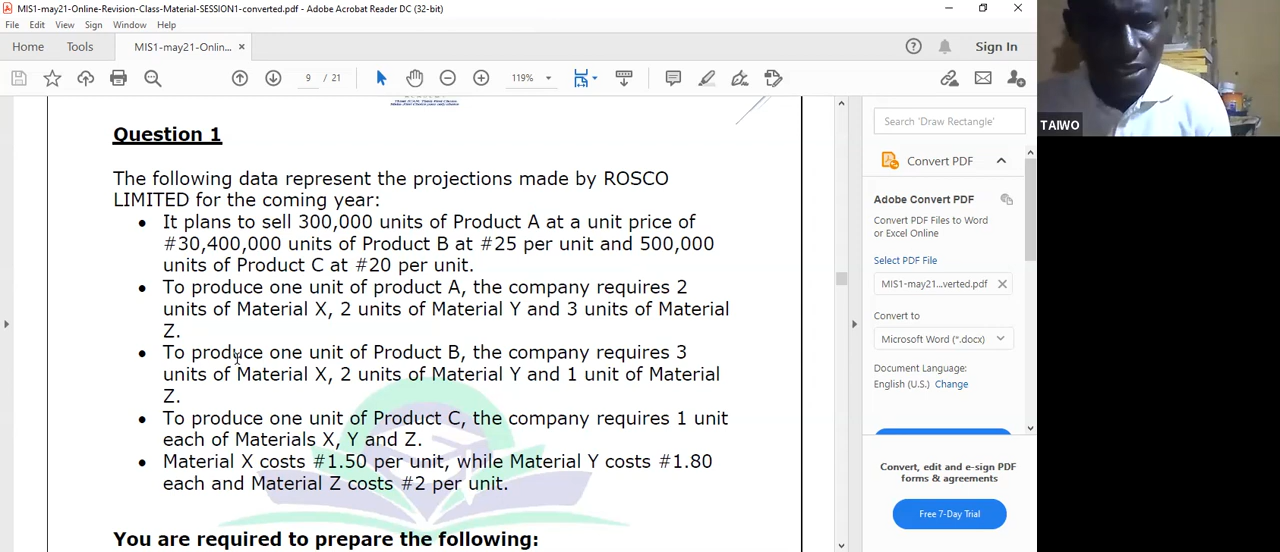 MIS1-may21-Online-Revision-Class-Material-SESSION1-converted.pdf - Adobe Acrobat Reader DC (32-bit)
File Edit View Sign Window Help
Home Tools MIS1-may21-Onlin... Sign In
9 / 21 119%
Question 1
The following data represent the projections made by ROSCO
LIMITED for the coming year:
• It plans to sell 300,000 units of Product A at a unit price of
#30,400,000 units of Product B at #25 per unit and 500,000
units of Product C at #20 per unit.
• To produce one unit of product A, the company requires 2
units of Material X, 2 units of Material Y and 3 units of Material
Z.
• To produce one unit of Product B, the company requires 3
units of Material X, 2 units of Material Y and 1 unit of Material
Z.
• To produce one unit of Product C, the company requires 1 unit
each of Materials X, Y and Z.
• Material X costs #1.50 per unit, while Material Y costs #1.80
each and Material Z costs #2 per unit.
You are required to prepare the following:
Search 'Draw Rectangle'
Convert PDF
Adobe Convert PDF
Convert PDF Files to Word
or Excel Online
Select PDF File
MIS1-may21...verted.pdf
Convert to
Microsoft Word (*.docx)
Document Language:
English (U.S.) Change
Convert, edit and e-sign PDF
forms & agreements
Free 7-Day Trial
TAIWO